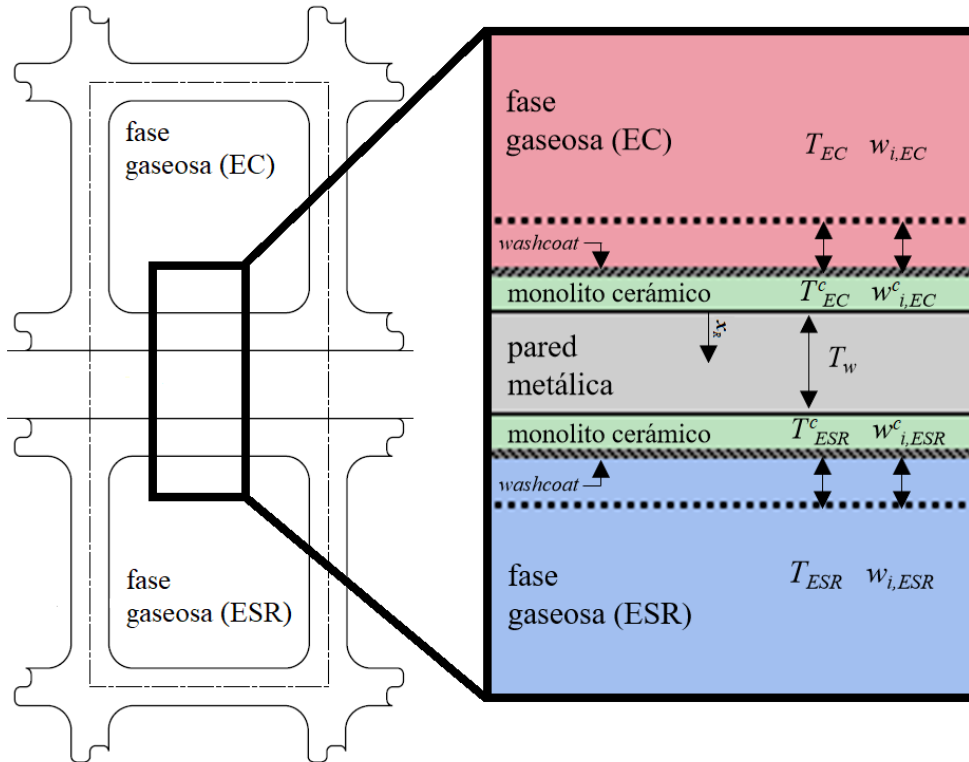 fase
gaseosa (EC)
fase
gaseosa (ESR)
fase
gaseosa (EC)
T_EC w_i,EC
washcoat
monolito cerámico T^c_EC w^c_i,EC
x_R
pared
metálica
T_w
monolito cerámico T^c_ESR w^c_i,ESR
washcoat
fase
gaseosa (ESR)
T_ESR w_i,ESR